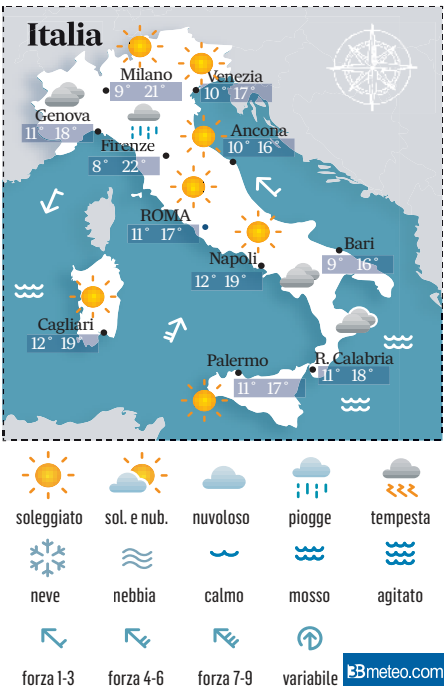 Italia
Milano
9° 21°
Venezia
10° 17°
Genova
11° 18°
Firenze
8° 22°
Ancona
10° 16°
ROMA
11° 17°
Napoli
12° 19°
Bari
9° 16°
Cagliari
12° 19°
Palermo
11° 17°
R. Calabria
11° 18°
soleggiato sol. e nub. nuvoloso piogge tempesta
neve nebbia calmo mosso agitato
forza 1-3 forza 4-6 forza 7-9 variabile
3Bmeteo.com